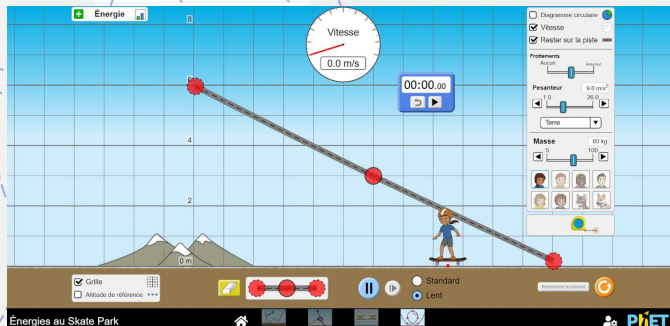 Énergie
8
6
4
2
0 m
Vitesse
0.0 m/s
00:00.00
Diagramme circulaire
Vitesse
Rester sur la piste
Frottements
Aucun
Pesanteur
9.8 m/s²
1.0
26.0
Terre
Masse
60 kg
5
100
Grille
Altitude de référence
Standard
Lent
Énergies au Skate Park
PhET